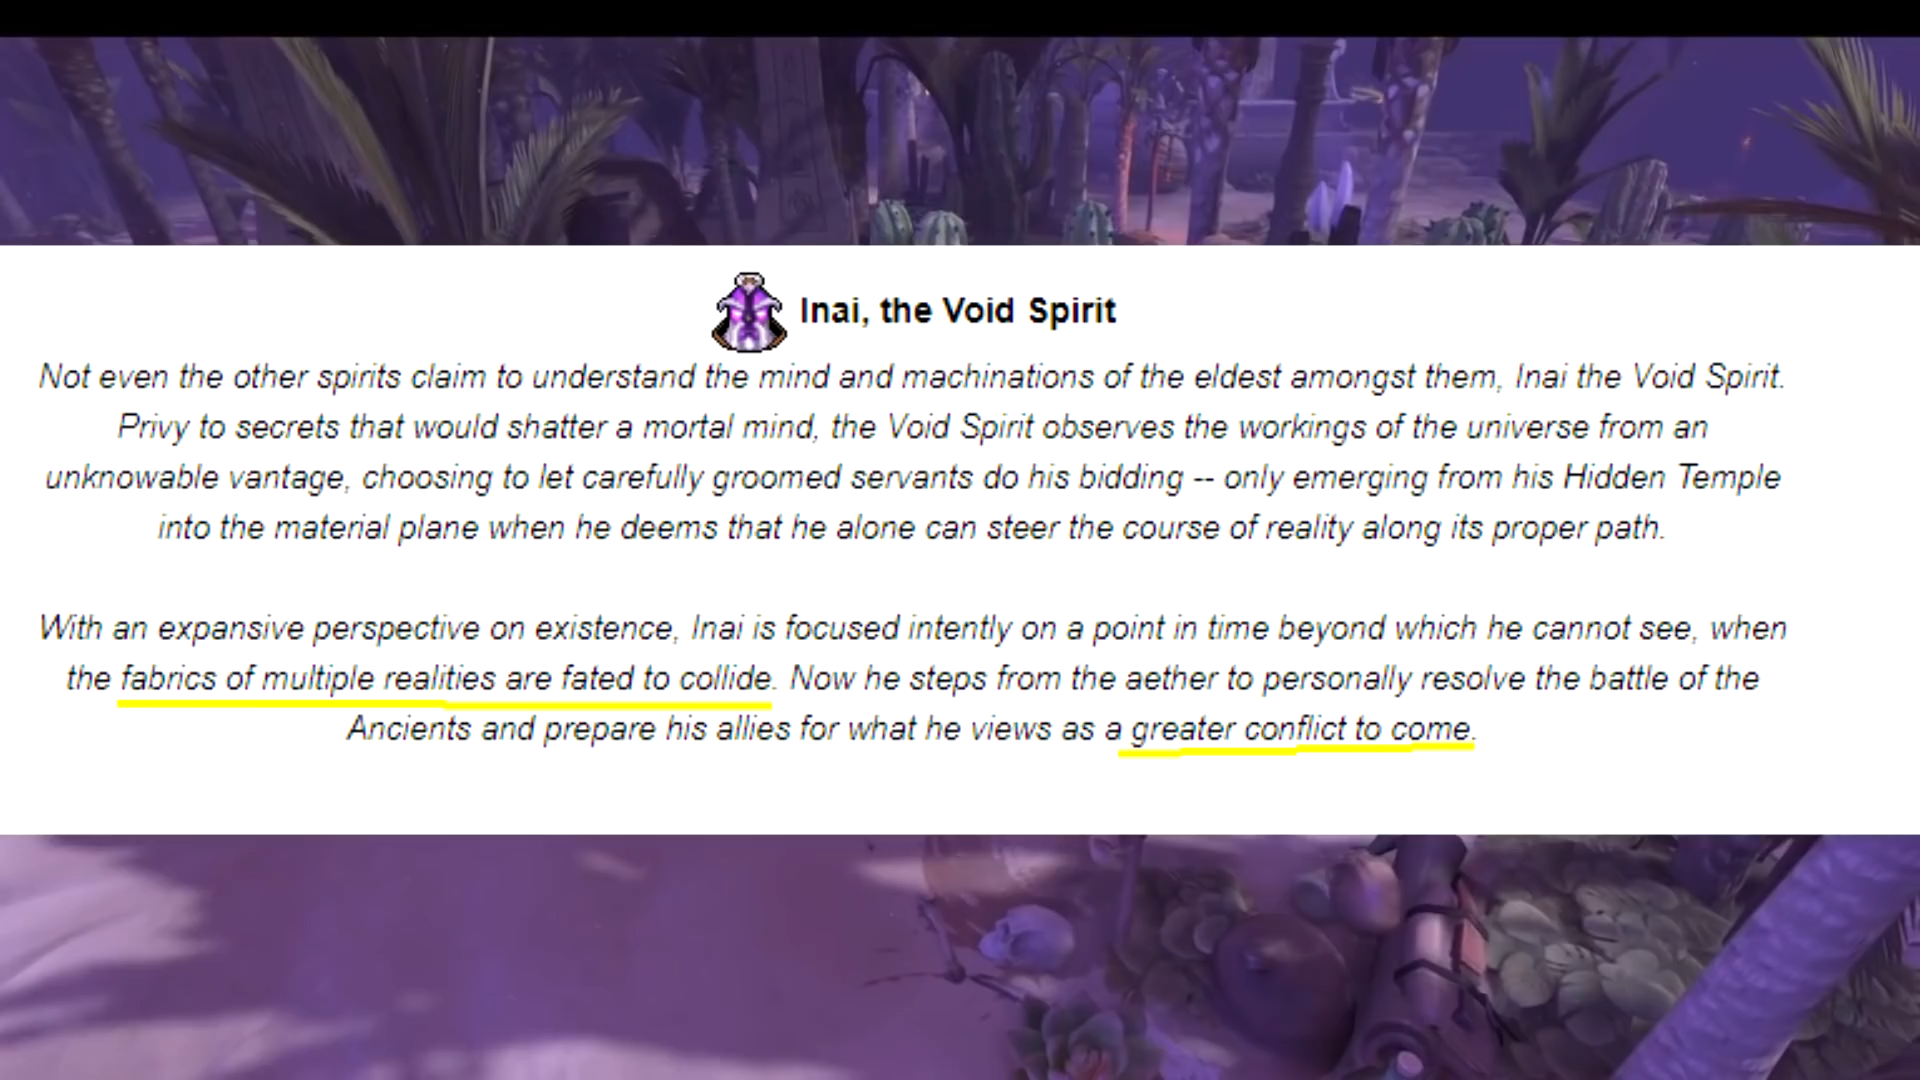 Inai, the Void Spirit
Not even the other spirits claim to understand the mind and machinations of the eldest amongst them, Inai the Void Spirit.
Privy to secrets that would shatter a mortal mind, the Void Spirit observes the workings of the universe from an
unknowable vantage, choosing to let carefully groomed servants do his bidding -- only emerging from his Hidden Temple
into the material plane when he deems that he alone can steer the course of reality along its proper path.
With an expansive perspective on existence, Inai is focused intently on a point in time beyond which he cannot see, when
the fabrics of multiple realities are fated to collide. Now he steps from the aether to personally resolve the battle of the
Ancients and prepare his allies for what he views as a greater conflict to come.